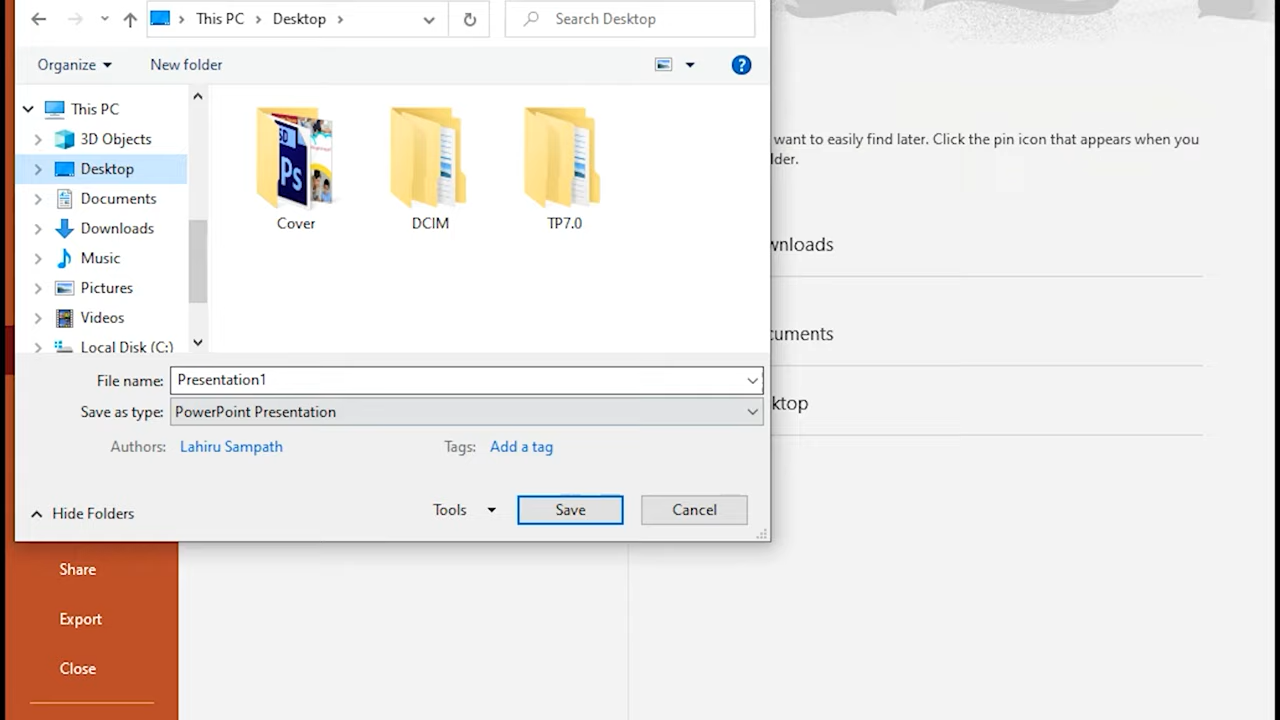 This PC > Desktop >
Search Desktop
Organize
New folder
This PC
3D Objects
Desktop
Documents
Downloads
Music
Pictures
Videos
Local Disk (C:)
Cover
DCIM
TP7.0
want to easily find later. Click the pin icon that appears when you
lder.
wnloads
cuments
ktop
File name: Presentation1
Save as type: PowerPoint Presentation
Authors: Lahiru Sampath
Tags: Add a tag
Hide Folders
Tools
Save
Cancel
Share
Export
Close